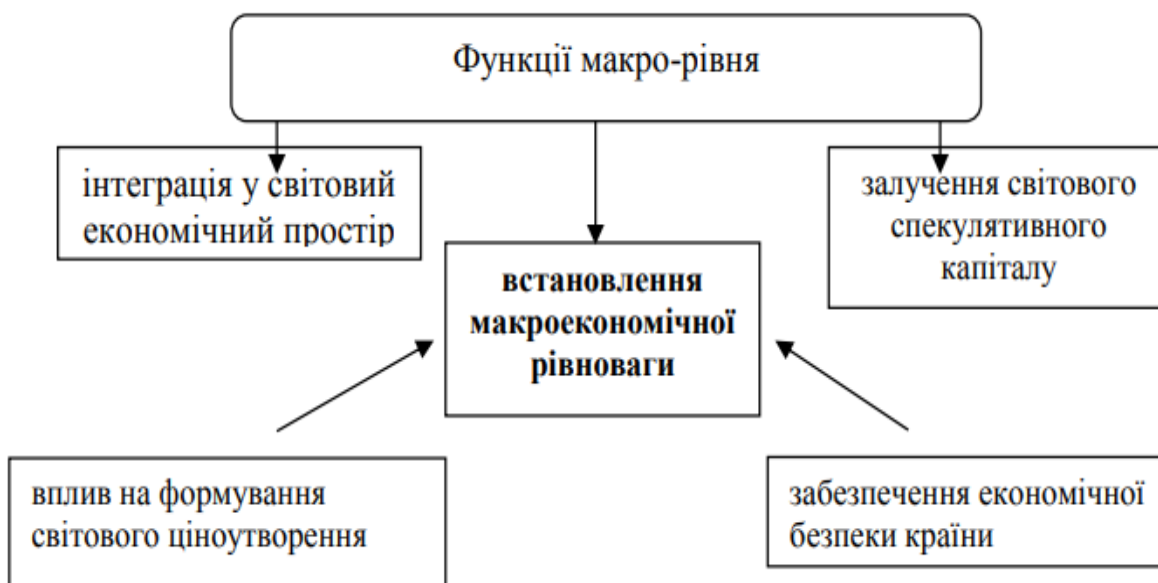 Функції макро-рівня
інтеграція у світовий
економічний простір
залучення світового
спекулятивного
капіталу
встановлення
макроекономічної
рівноваги
вплив на формування
світового ціноутворення
забезпечення економічної
безпеки країни